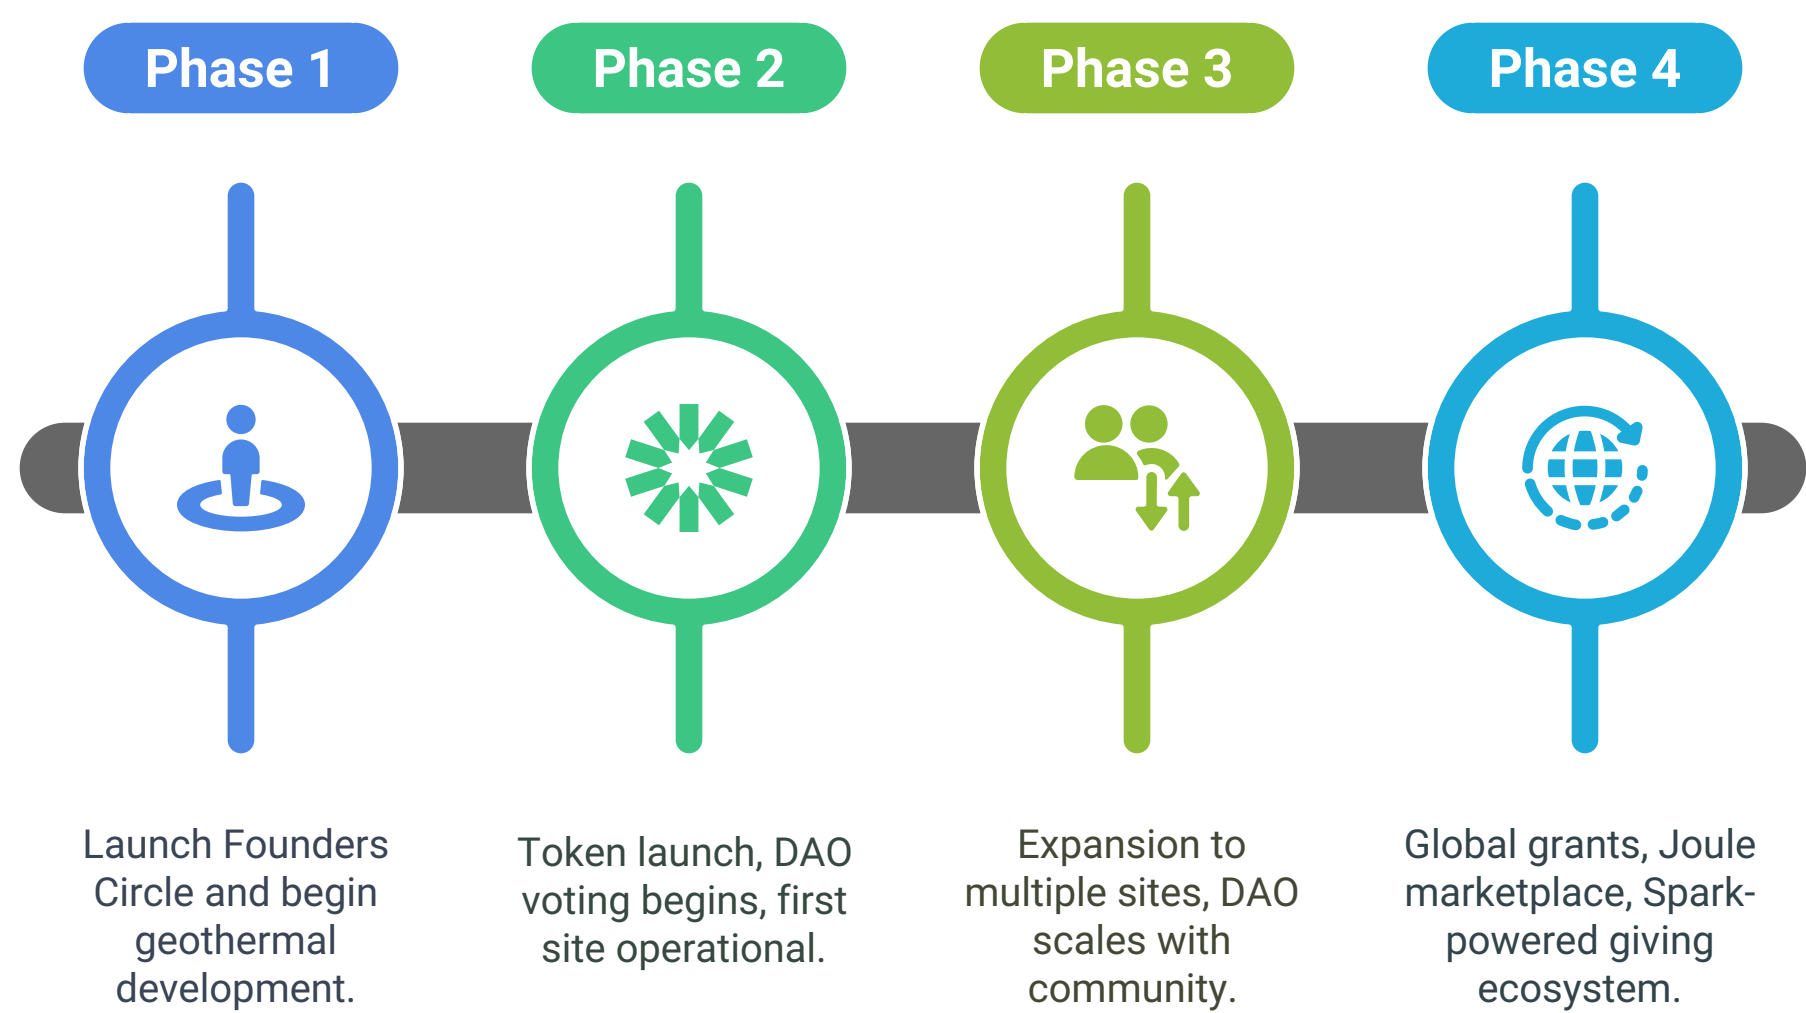 Phase 1
Phase 2
Phase 3
Phase 4
Launch Founders
Circle and begin
geothermal
development.
Token launch, DAO
voting begins, first
site operational.
Expansion to
multiple sites, DAO
scales with
community.
Global grants, Joule
marketplace, Spark-
powered giving
ecosystem.